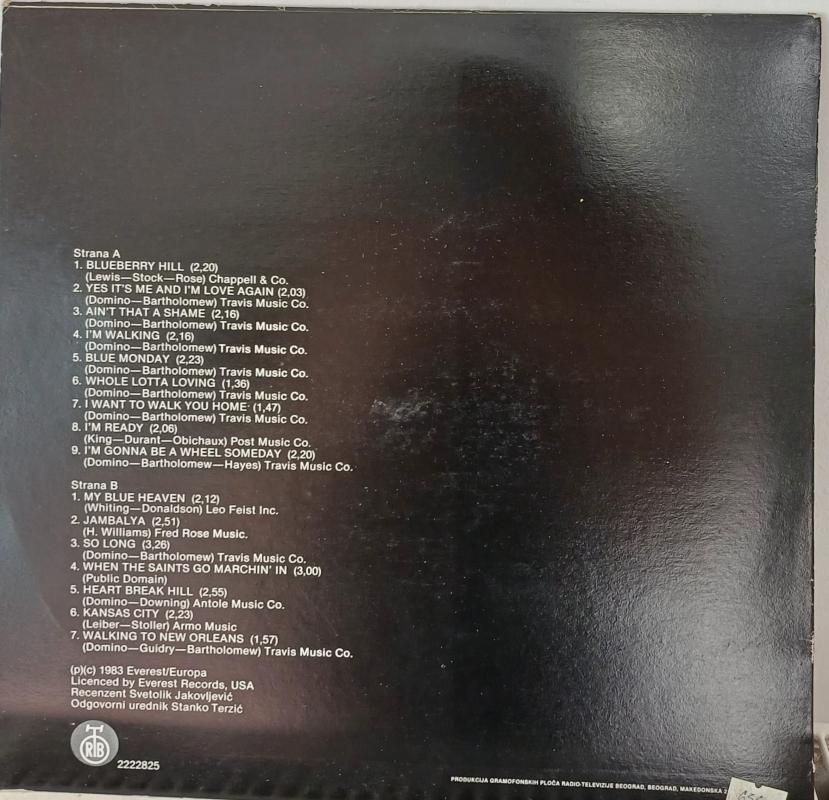 Strana A
1. BLUEBERRY HILL (2,20)
(Lewis—Stock—Rose) Chappell & Co.
2. YES IT'S ME AND I'M LOVE AGAIN (2,03)
(Domino—Bartholomew) Travis Music Co.
3. AIN'T THAT A SHAME (2,16)
(Domino—Bartholomew) Travis Music Co.
4. I'M WALKING (2,16)
(Domino—Bartholomew) Travis Music Co.
5. BLUE MONDAY (2,23)
(Domino—Bartholomew) Travis Music Co.
6. WHOLE LOTTA LOVING (1,36)
(Domino—Bartholomew) Travis Music Co.
7. I WANT TO WALK YOU HOME (1,47)
(Domino—Bartholomew) Travis Music Co.
8. I'M READY (2,06)
(King—Durant—Obichaux) Post Music Co.
9. I'M GONNA BE A WHEEL SOMEDAY (2,20)
(Domino—Bartholomew—Hayes) Travis Music Co.
Strana B
1. MY BLUE HEAVEN (2,12)
(Whiting—Donaldson) Leo Feist Inc.
2. JAMBALYA (2,51)
(H. Williams) Fred Rose Music.
3. SO LONG (3,26)
(Domino—Bartholomew) Travis Music Co.
4. WHEN THE SAINTS GO MARCHIN' IN (3,00)
(Public Domain)
5. HEART BREAK HILL (2,55)
(Domino—Downing) Antole Music Co.
6. KANSAS CITY (2,23)
(Leiber—Stoller) Armo Music
7. WALKING TO NEW ORLEANS (1,57)
(Domino—Guidry—Bartholomew) Travis Music Co.
(p)(c) 1983 Everest/Europa
Licenced by Everest Records, USA
Recenzent Svetolik Jakovljević
Odgovorni urednik Stanko Terzić
RTB
2222825
PRODUKCIJA GRAMOFONSKIH PLOČA RADIO-TELEVIZIJE BEOGRAD, BEOGRAD, MAKEDONSKA 2